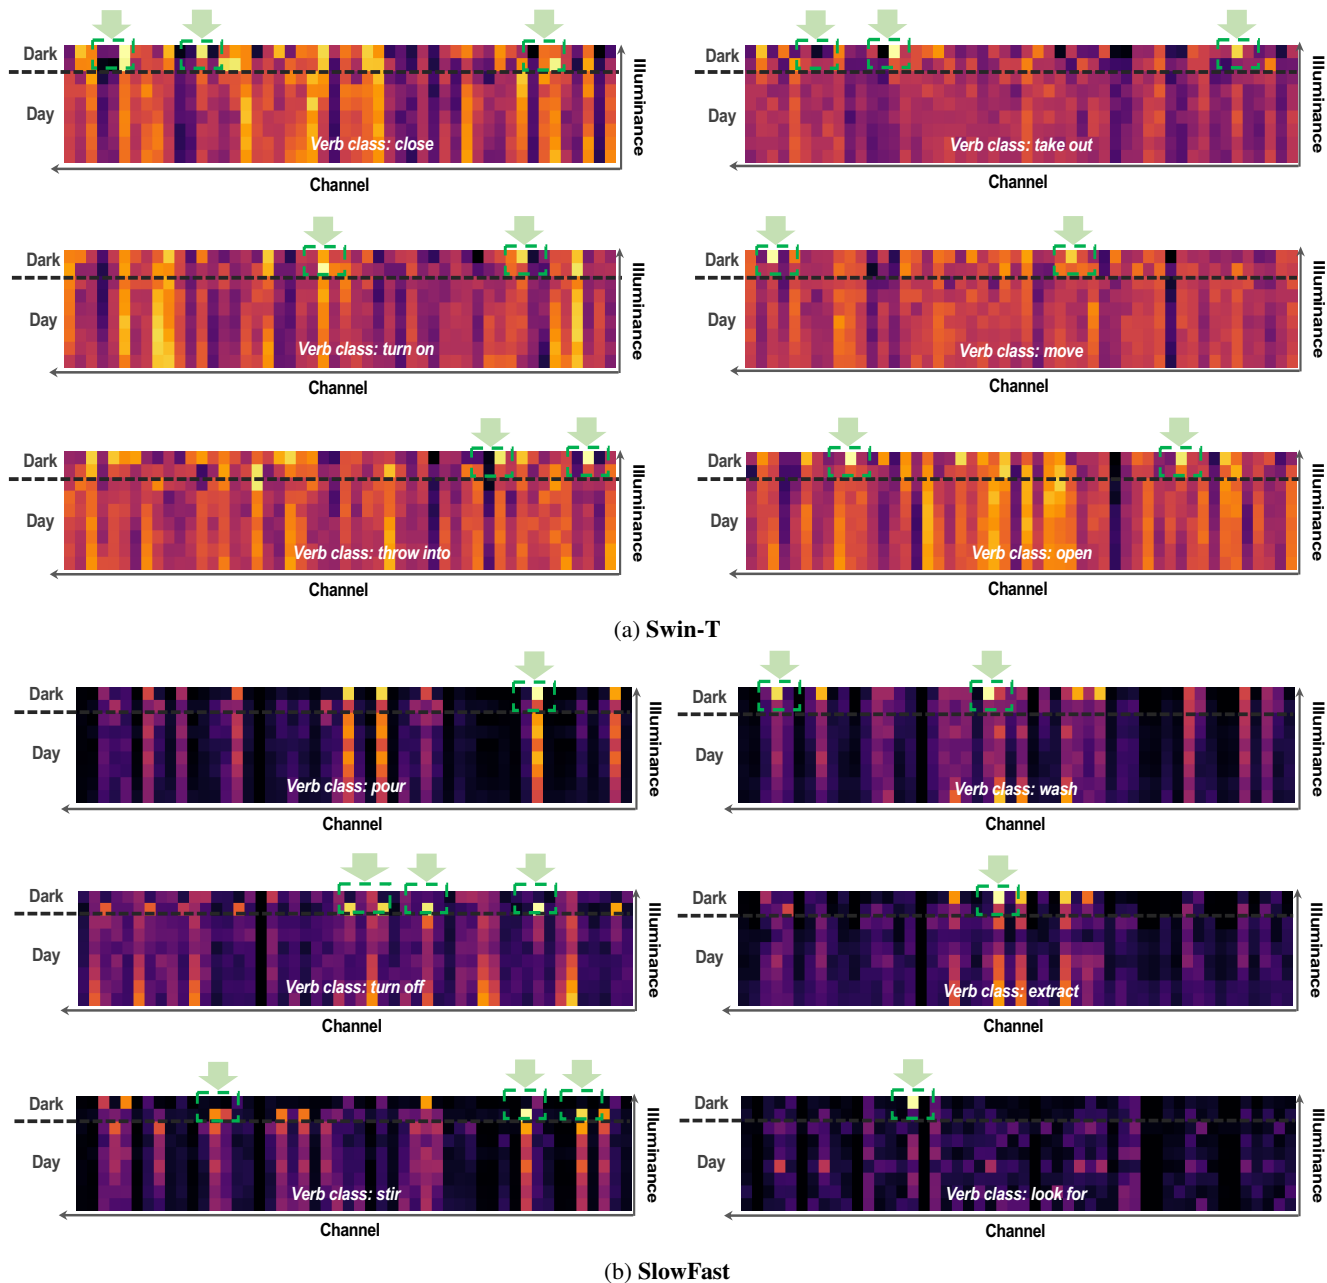 Dark
Day
Verb class: close
Channel
Illuminance
Dark
Day
Verb class: take out
Channel
Illuminance
Dark
Day
Verb class: turn on
Channel
Illuminance
Dark
Day
Verb class: move
Channel
Illuminance
Dark
Day
Verb class: throw into
Channel
Illuminance
Dark
Day
Verb class: open
Channel
Illuminance
(a) Swin-T
Dark
Day
Verb class: pour
Channel
Illuminance
Dark
Day
Verb class: wash
Channel
Illuminance
Dark
Day
Verb class: turn off
Channel
Illuminance
Dark
Day
Verb class: extract
Channel
Illuminance
Dark
Day
Verb class: stir
Channel
Illuminance
Dark
Day
Verb class: look for
Channel
Illuminance
(b) SlowFast